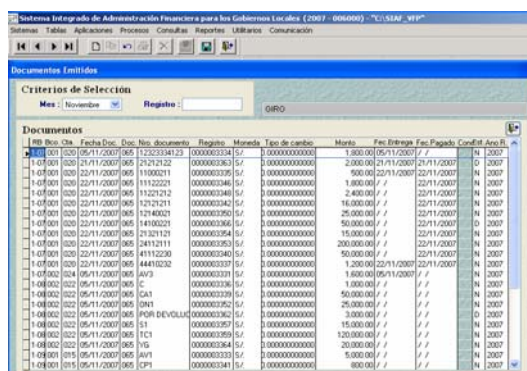 Sistema Integrado de Administración Financiera para los Gobiernos Locales (2007 - 006000) - "C:\SIAF_VFP"
Sistemas Tablas Aplicaciones Procesos Consultas Reportes Utilitarios Comunicación
Documentos Emitidos
Criterios de Selección
Mes : Noviembre Registro :
GIRO
Documentos
RB Bco. Cta. Fecha Doc. Doc. Nro. documento Registro Moneda Tipo de cambio Monto Fec.Entrega Fec.Pagado Est. Ano
1-07 001 020 05/11/2007 065 12323334123 0000003334 S/. 0.000000000000 1,800.00 05/11/2007 / / N 2007
1-07 001 020 21/11/2007 065 21212122 0000003363 S/. 0.000000000000 2,000.00 21/11/2007 21/11/2007 D 2007
1-07 001 020 22/11/2007 065 11000211 0000003335 S/. 0.000000000000 500.00 22/11/2007 22/11/2007 N 2007
1-07 001 020 22/11/2007 065 11122221 0000003346 S/. 0.000000000000 1,800.00 / / 22/11/2007 N 2007
1-07 001 020 22/11/2007 065 11221212 0000003348 S/. 0.000000000000 2,400.00 / / 22/11/2007 N 2007
1-07 001 020 22/11/2007 065 12121211 0000003342 S/. 0.000000000000 16,000.00 / / 22/11/2007 N 2007
1-07 001 020 22/11/2007 065 12140021 0000003350 S/. 0.000000000000 25,000.00 / / 22/11/2007 N 2007
1-07 001 020 22/11/2007 065 14100221 0000003366 S/. 0.000000000000 50,000.00 / / 22/11/2007 D 2007
1-07 001 020 22/11/2007 065 21321121 0000003354 S/. 0.000000000000 15,000.00 / / 22/11/2007 N 2007
1-07 001 020 22/11/2007 065 24112111 0000003353 S/. 0.000000000000 200,000.00 / / 22/11/2007 N 2007
1-07 001 020 22/11/2007 065 41112230 0000003340 S/. 0.000000000000 50,000.00 / / 22/11/2007 N 2007
1-07 001 020 22/11/2007 065 44410232 0000003337 S/. 0.000000000000 1,200.00 22/11/2007 22/11/2007 N 2007
1-07 002 024 05/11/2007 065 AV3 0000003331 S/. 0.000000000000 1,600.00 05/11/2007 / / N 2007
1-08 002 022 05/11/2007 065 C 0000003336 S/. 0.000000000000 1,000.00 / / / / N 2007
1-08 002 022 05/11/2007 065 CA1 0000003339 S/. 0.000000000000 50,000.00 / / / / N 2007
1-08 002 022 05/11/2007 065 0N1 0000003352 S/. 0.000000000000 25,000.00 / / / / N 2007
1-08 002 022 05/11/2007 065 POR DEVOLUC 0000003362 S/. 0.000000000000 3,000.00 / / / / D 2007
1-08 002 022 05/11/2007 065 S1 0000003357 S/. 0.000000000000 15,000.00 / / / / N 2007
1-08 002 022 05/11/2007 065 TC1 0000003359 S/. 0.000000000000 120,000.00 / / / / N 2007
1-08 002 022 05/11/2007 065 YG 0000003364 S/. 0.000000000000 20,000.00 / / / / N 2007
1-09 001 015 05/11/2007 065 AV1 0000003333 S/. 0.000000000000 5,000.00 / / / / N 2007
1-09 001 015 05/11/2007 065 CP1 0000003341 S/. 0.000000000000 800.00 / / / / N 2007